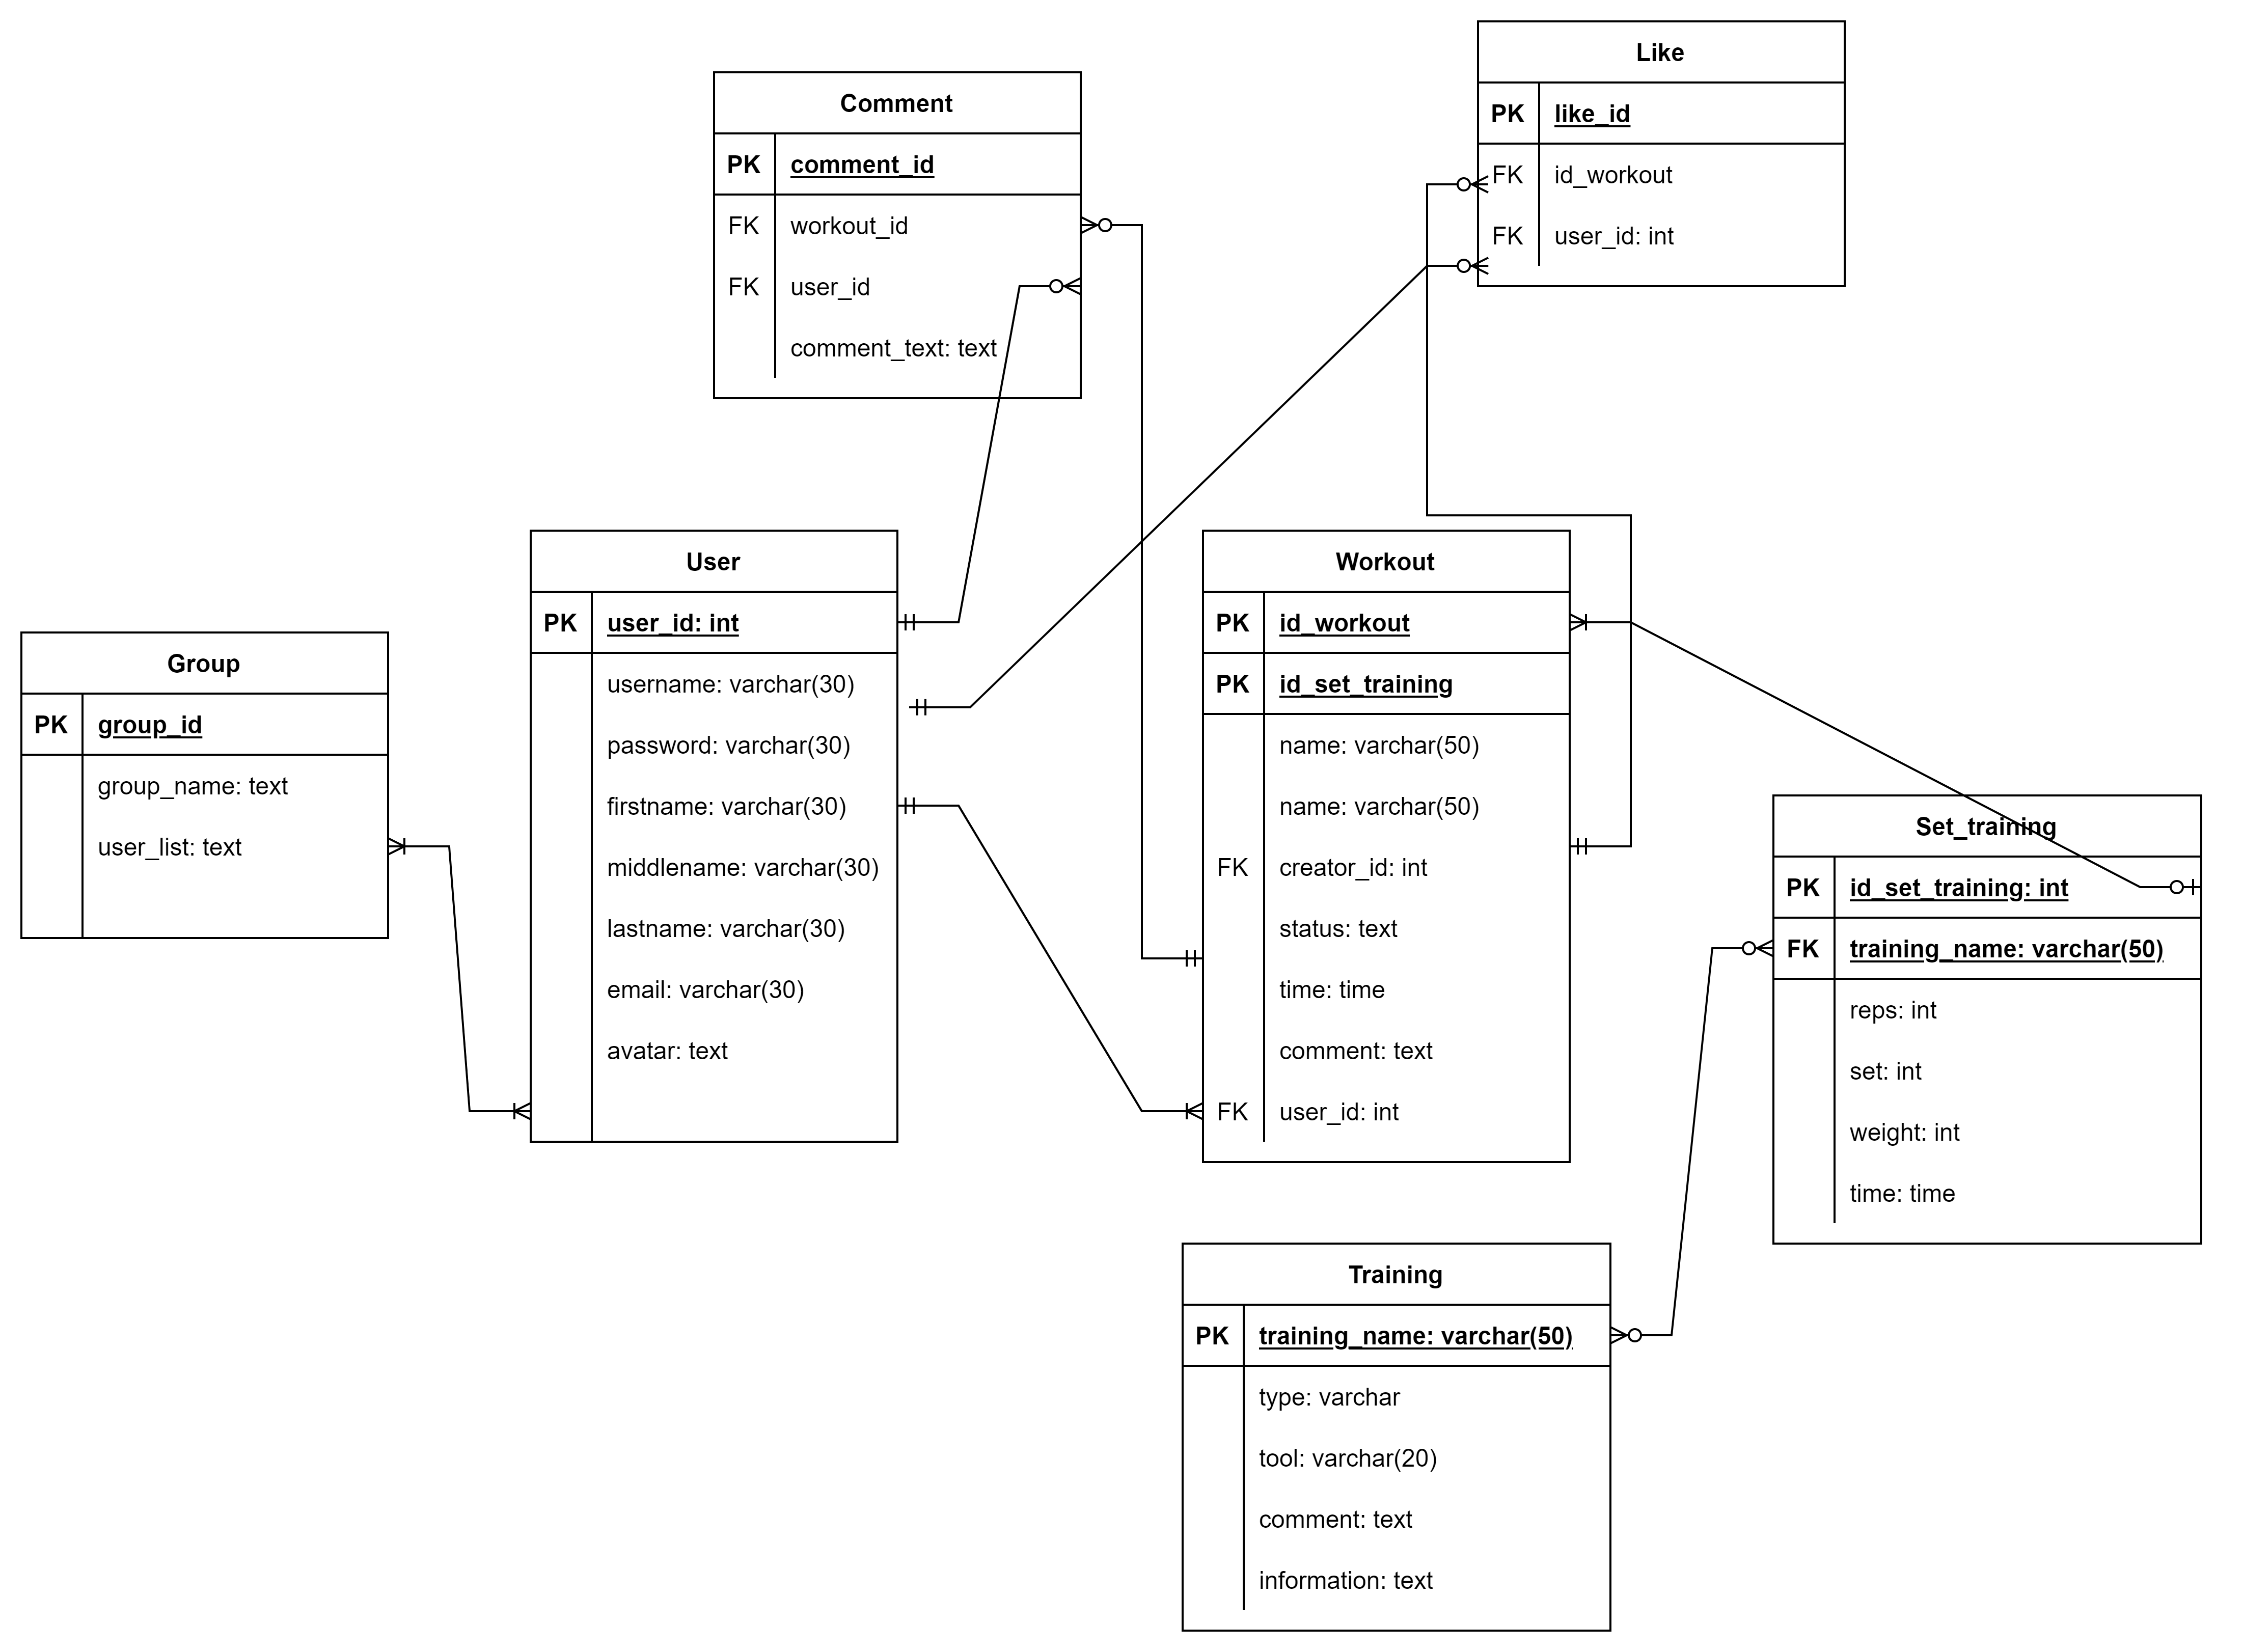 Like
PK like_id
FK id_workout
FK user_id: int
Comment
PK comment_id
FK workout_id
FK user_id
comment_text: text
User
PK user_id: int
username: varchar(30)
password: varchar(30)
firstname: varchar(30)
middlename: varchar(30)
lastname: varchar(30)
email: varchar(30)
avatar: text
Workout
PK id_workout
PK id_set_training
name: varchar(50)
name: varchar(50)
FK creator_id: int
status: text
time: time
comment: text
FK user_id: int
Group
PK group_id
group_name: text
user_list: text
Set_training
PK id_set_training: int
FK training_name: varchar(50)
reps: int
set: int
weight: int
time: time
Training
PK training_name: varchar(50)
type: varchar
tool: varchar(20)
comment: text
information: text